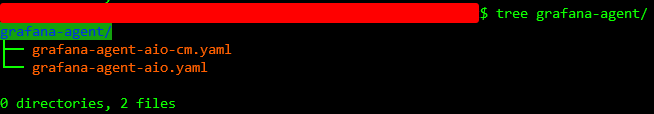 $ tree grafana-agent/
grafana-agent/
├── grafana-agent-aio-cm.yaml
└── grafana-agent-aio.yaml
0 directories, 2 files